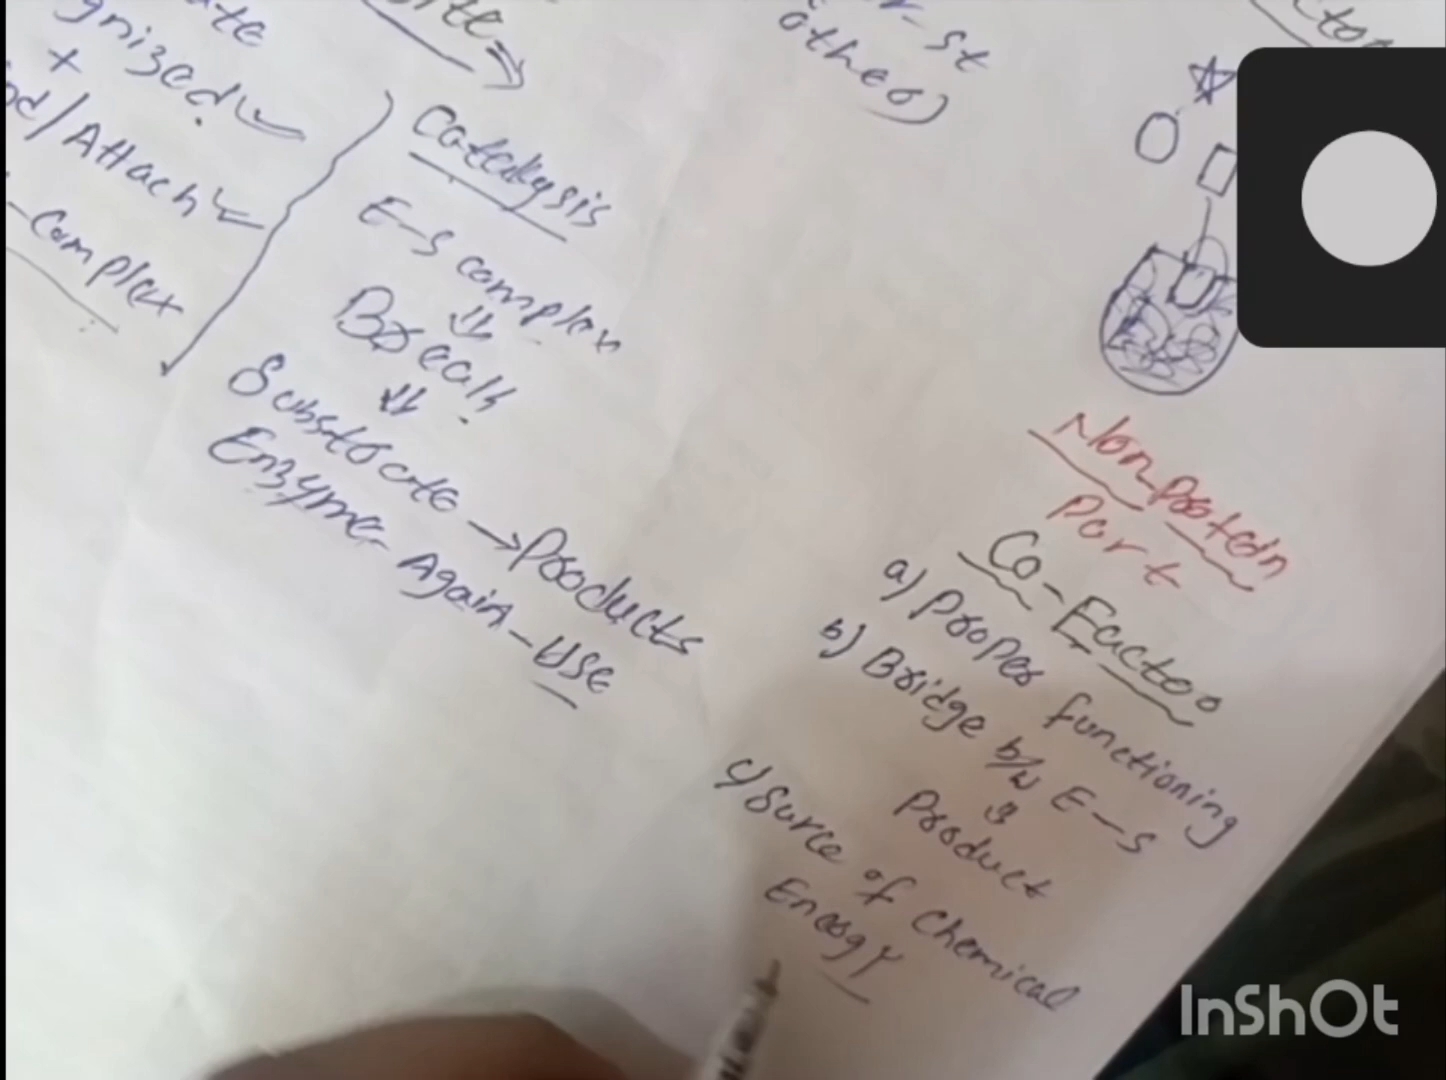 gnized
+
/Attach
-Complex
Catalysis
E-S complex
Break
Substrate → Products
Enzyme Again-Use
other)
Non-Protein
Part
Co-Factor
a) Proper functioning
b) Bridge b/w E-S
&
Product
c) Surce of Chemical
Energy
InShOt